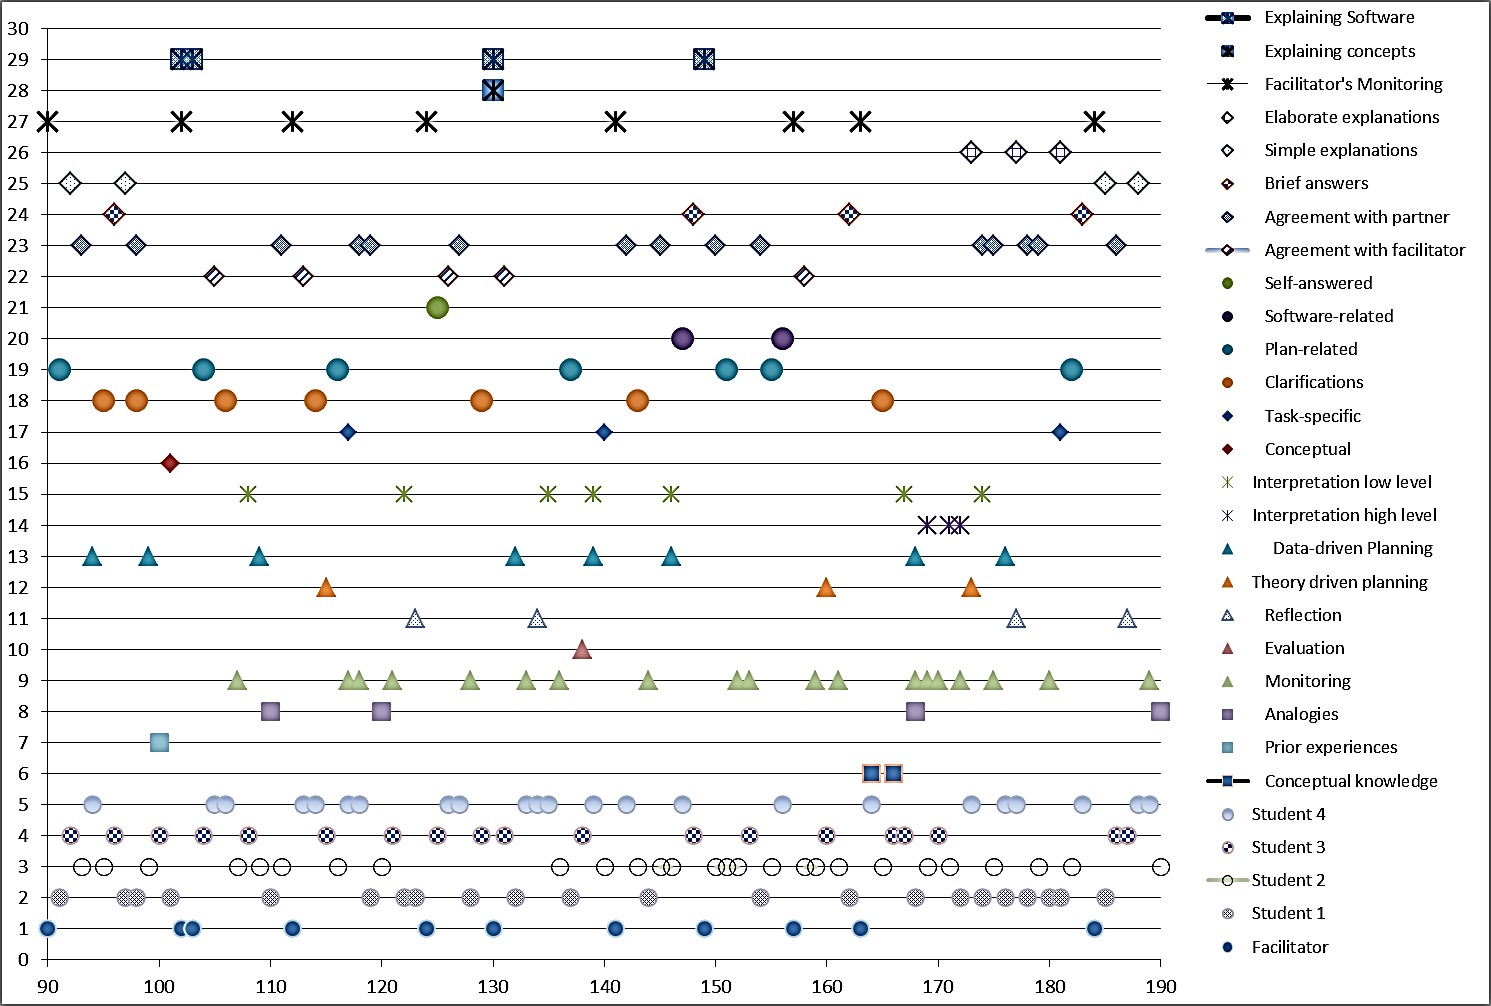 30
29
28
27
26
25
24
23
22
21
20
19
18
17
16
15
14
13
12
11
10
9
8
7
6
5
4
3
2
1
0
90 100 110 120 130 140 150 160 170 180 190
Explaining Software
Explaining concepts
Facilitator's Monitoring
Elaborate explanations
Simple explanations
Brief answers
Agreement with partner
Agreement with facilitator
Self-answered
Software-related
Plan-related
Clarifications
Task-specific
Conceptual
Interpretation low level
Interpretation high level
Data-driven Planning
Theory driven planning
Reflection
Evaluation
Monitoring
Analogies
Prior experiences
Conceptual knowledge
Student 4
Student 3
Student 2
Student 1
Facilitator